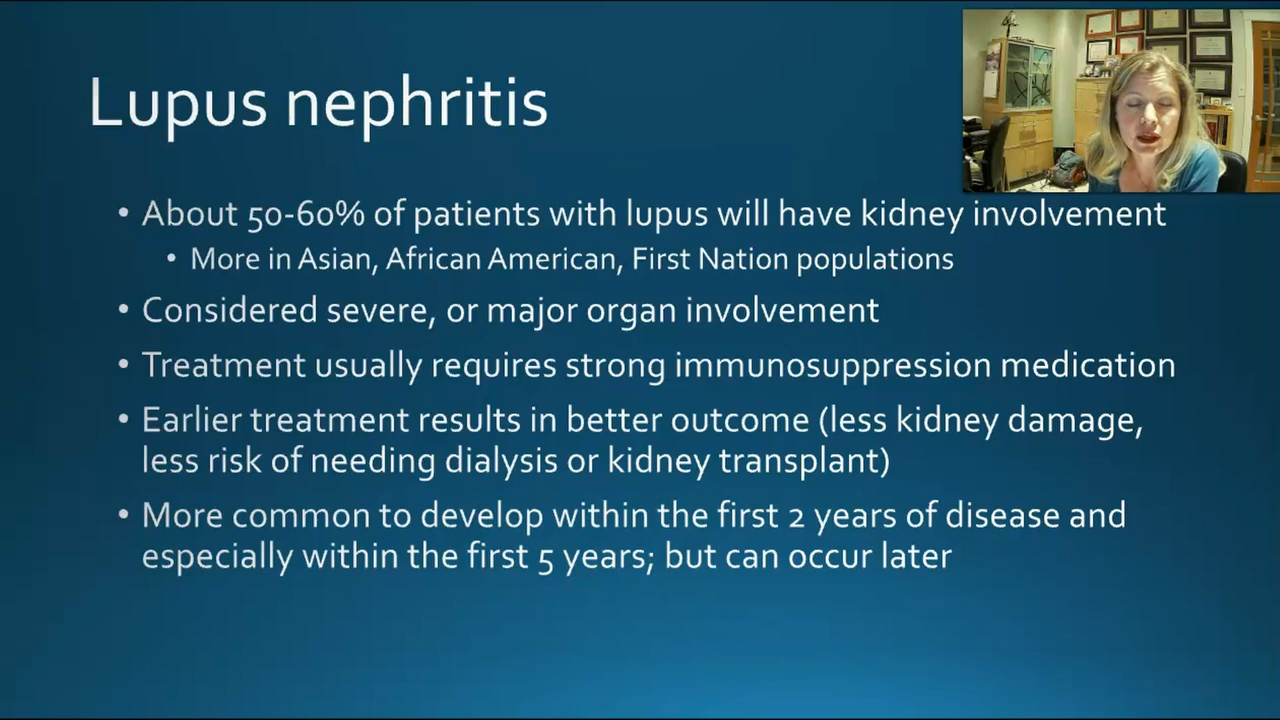 Lupus nephritis
• About 50-60% of patients with lupus will have kidney involvement
• More in Asian, African American, First Nation populations
• Considered severe, or major organ involvement
• Treatment usually requires strong immunosuppression medication
• Earlier treatment results in better outcome (less kidney damage,
less risk of needing dialysis or kidney transplant)
• More common to develop within the first 2 years of disease and
especially within the first 5 years; but can occur later